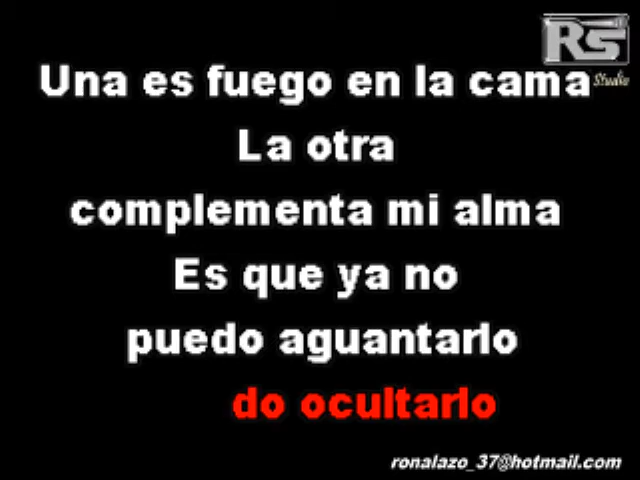 RS
Studio
Una es fuego en la cama
La otra
complementa mi alma
Es que ya no
puedo aguantarlo
do ocultarlo
ronalazo_37@hotmail.com